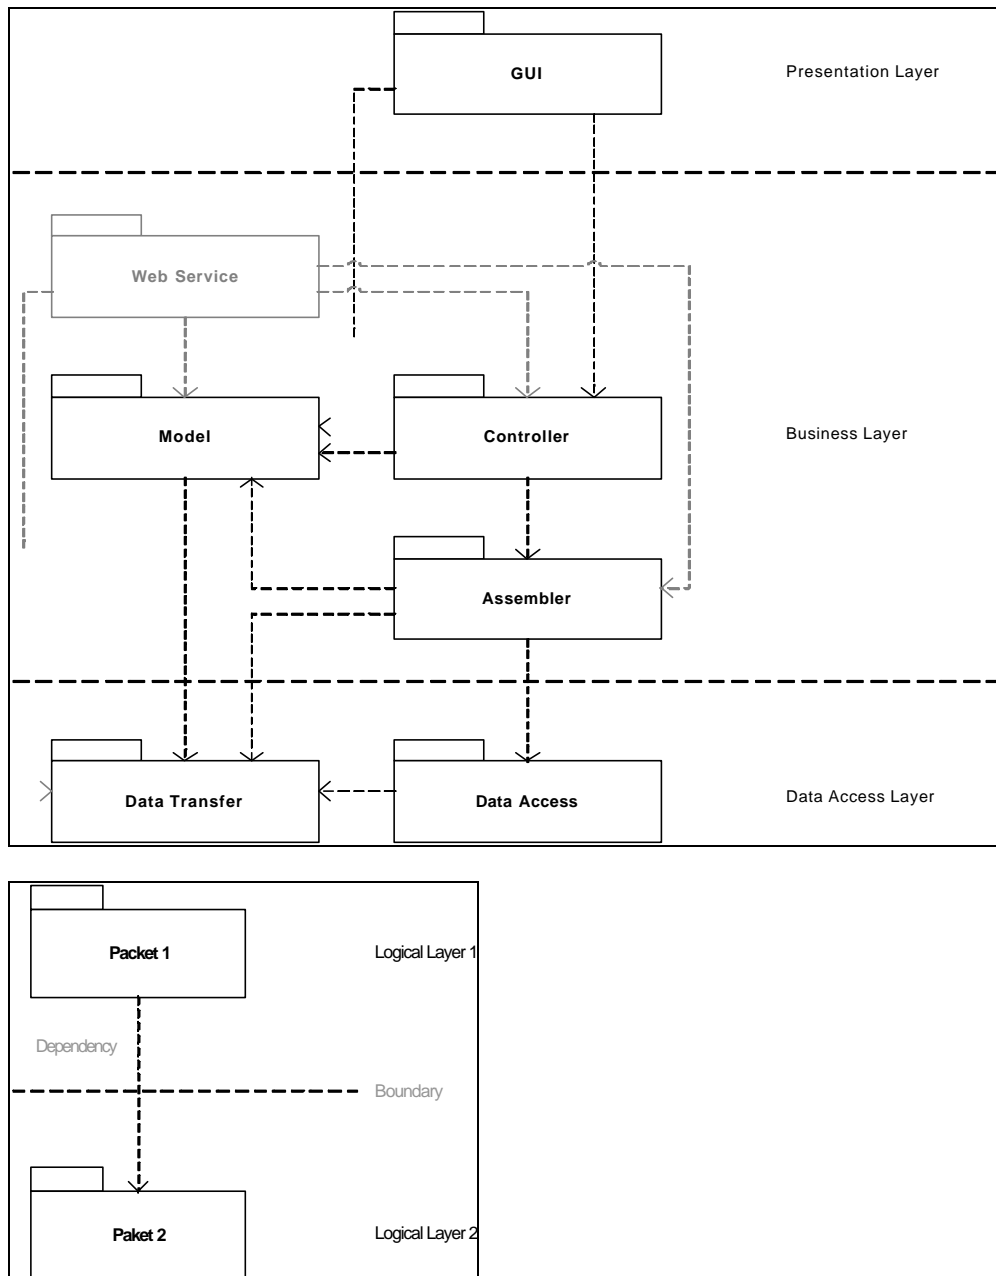 GUI
Presentation Layer
Web Service
Model
Controller
Business Layer
Assembler
Data Transfer
Data Access
Data Access Layer
Packet 1
Logical Layer 1
Dependency
Boundary
Paket 2
Logical Layer 2